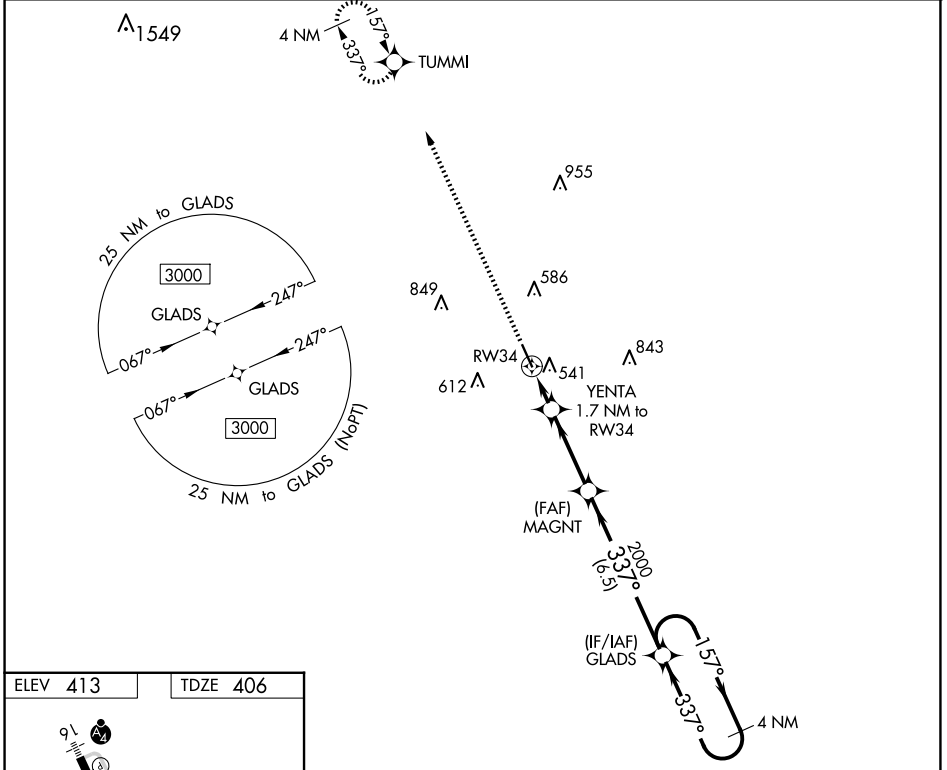 1549
4 NM
157°
337°
TUMMI
955
25 NM to GLADS
3000
GLADS
247°
067°
247°
067°
GLADS
3000
25 NM to GLADS (NoPT)
849
586
RW34
541
843
612
YENTA
1.7 NM to
RW34
(FAF)
MAGNT
2000
337°
(6.5)
(IF/IAF)
GLADS
157°
337°
4 NM
ELEV 413
TDZE 406
16
A4